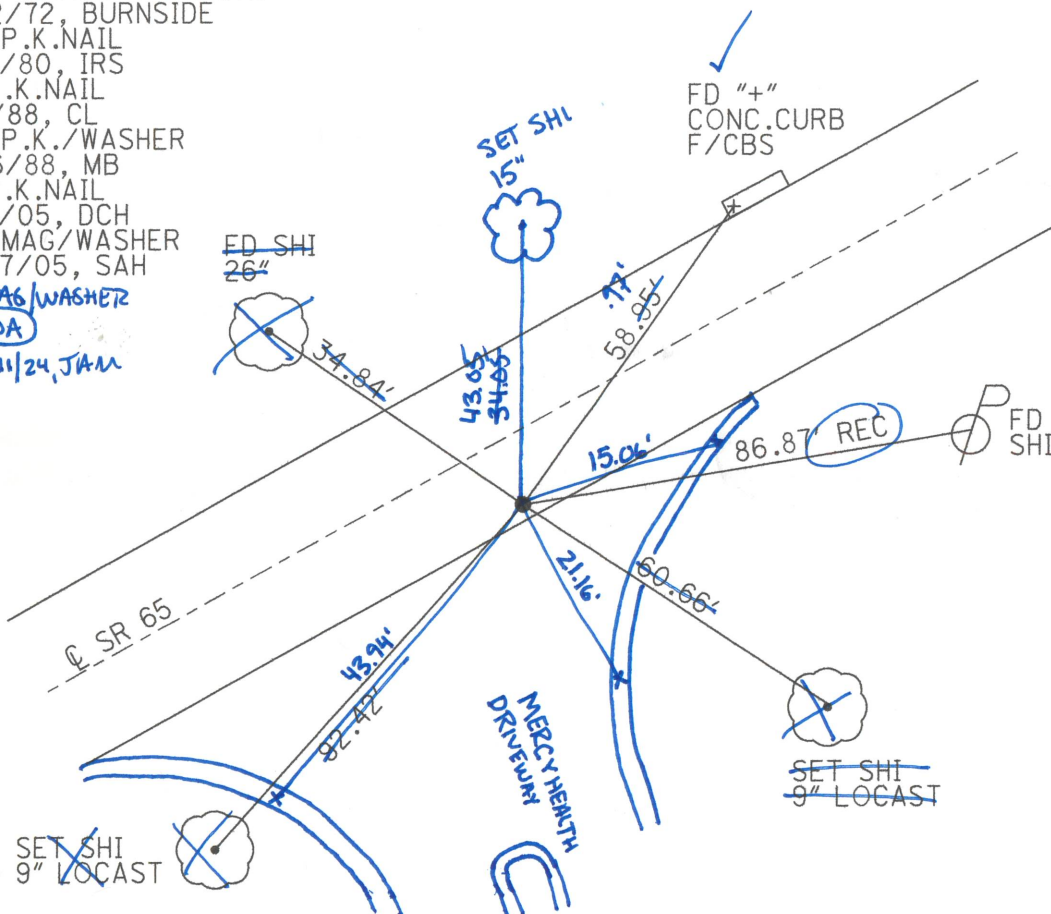 2/72, BURNSIDE
P.K.NAIL
/80, IRS
.K.NAIL
/88, CL
P.K./WASHER
6/88, MB
.K.NAIL
/05, DCH
MAG/WASHER
7/05, SAH
AG/WASHER
11/24, JAM
FD SHI
26"
SET SHI
15"
FD "+"
CONC.CURB
F/CBS
34.84'
43.05'
34.05'
.97'
58.85'
15.06'
86.87' REC
FD
SHI
21.16'
60.66'
℄ SR 65
43.94'
82.42'
MERCY HEALTH
DRIVEWAY
SET SHI
9" LOCAST
SET SHI
9" LOCAST